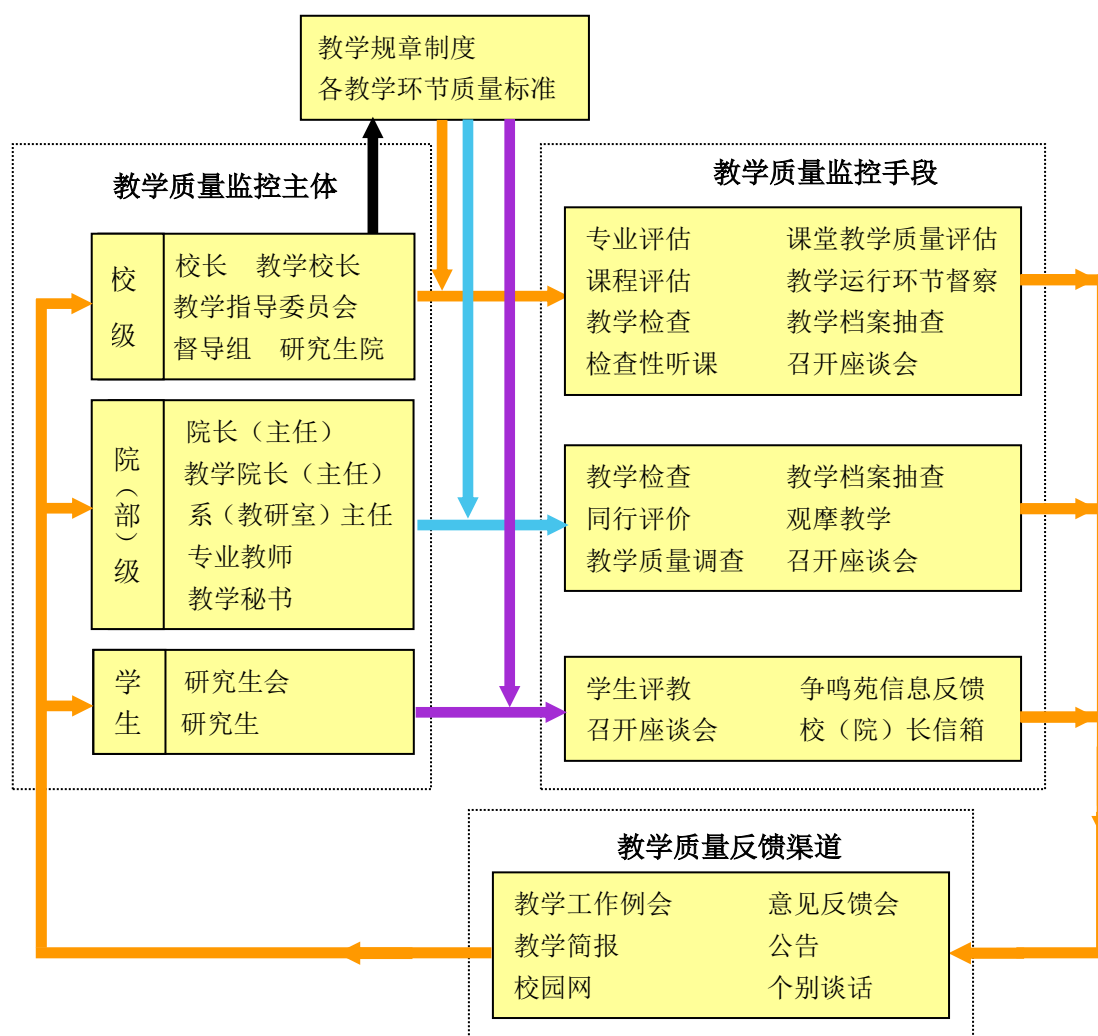 教学规章制度
各教学环节质量标准
教学质量监控主体
校级
校长 教学校长
教学指导委员会
督导组 研究生院
院（部）级
院长（主任）
教学院长（主任）
系（教研室）主任
专业教师
教学秘书
学生
研究生会
研究生
教学质量监控手段
专业评估 课堂教学质量评估
课程评估 教学运行环节督察
教学检查 教学档案抽查
检查性听课 召开座谈会
教学检查 教学档案抽查
同行评价 观摩教学
教学质量调查 召开座谈会
学生评教 争鸣苑信息反馈
召开座谈会 校（院）长信箱
教学质量反馈渠道
教学工作例会 意见反馈会
教学简报 公告
校园网 个别谈话